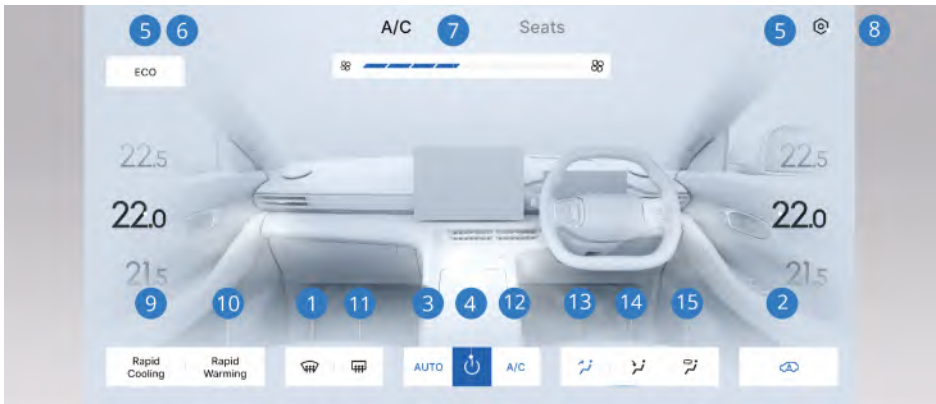 5 6 A/C 7 Seats 5 8
ECO
22.5 22.5
22.0 22.0
21.5 21.5
9 10 1 11 3 4 12 13 14 15 2
Rapid Cooling Rapid Warming AUTO A/C